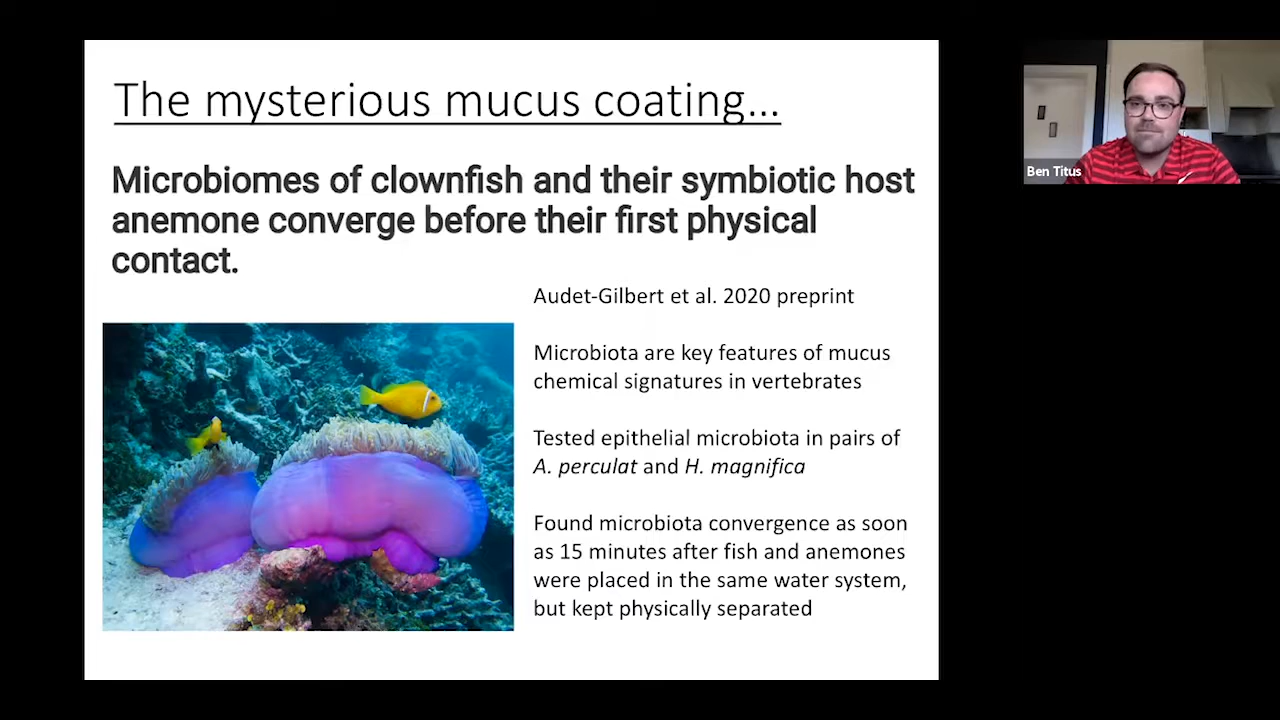 The mysterious mucus coating...
Microbiomes of clownfish and their symbiotic host
anemone converge before their first physical
contact.
Audet-Gilbert et al. 2020 preprint
Microbiota are key features of mucus
chemical signatures in vertebrates
Tested epithelial microbiota in pairs of
A. perculat and H. magnifica
Found microbiota convergence as soon
as 15 minutes after fish and anemones
were placed in the same water system,
but kept physically separated
Ben Titus